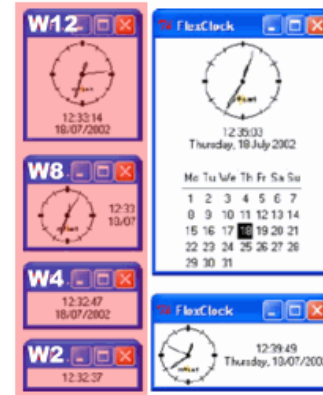 W12
12:33:14
18/07/2002
W8
12:33
18/07
W4
12:32:47
18/07/2002
W2
12:32:37
FlexClock
12:35:03
Thursday, 18 July 2002
Mo Tu We Th Fr Sa Su
1 2 3 4 5 6 7
8 9 10 11 12 13 14
15 16 17 18 19 20 21
22 23 24 25 26 27 28
29 30 31
FlexClock
12:39:49
Thursday, 18/07/2002